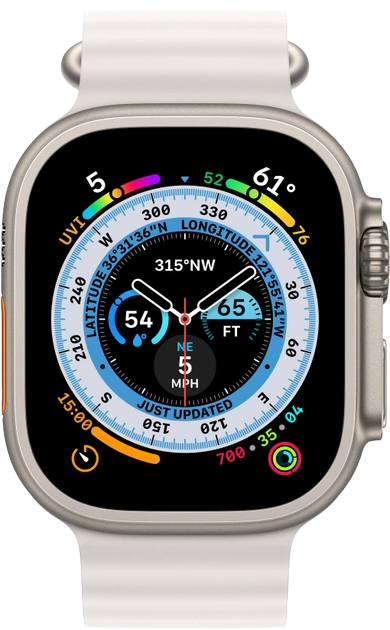 5
UVI
52
61°
76
W
300
330
30
60
E
120
150
S
210
240
LATITUDE 36°31'36"N
LONGITUDE 121°55'41"W
315°NW
54
65
FT
NE
5
MPH
JUST UPDATED
15:00
700 • 35 • 04